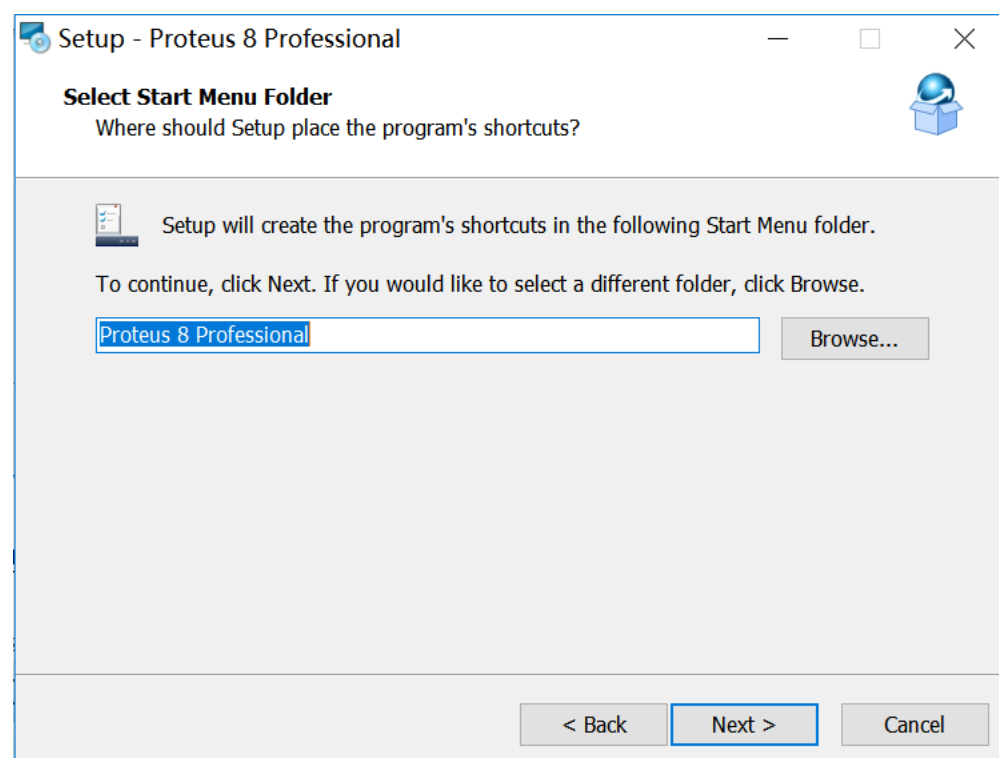 Setup - Proteus 8 Professional
Select Start Menu Folder
Where should Setup place the program's shortcuts?
Setup will create the program's shortcuts in the following Start Menu folder.
To continue, click Next. If you would like to select a different folder, click Browse.
Proteus 8 Professional
Browse...
< Back
Next >
Cancel